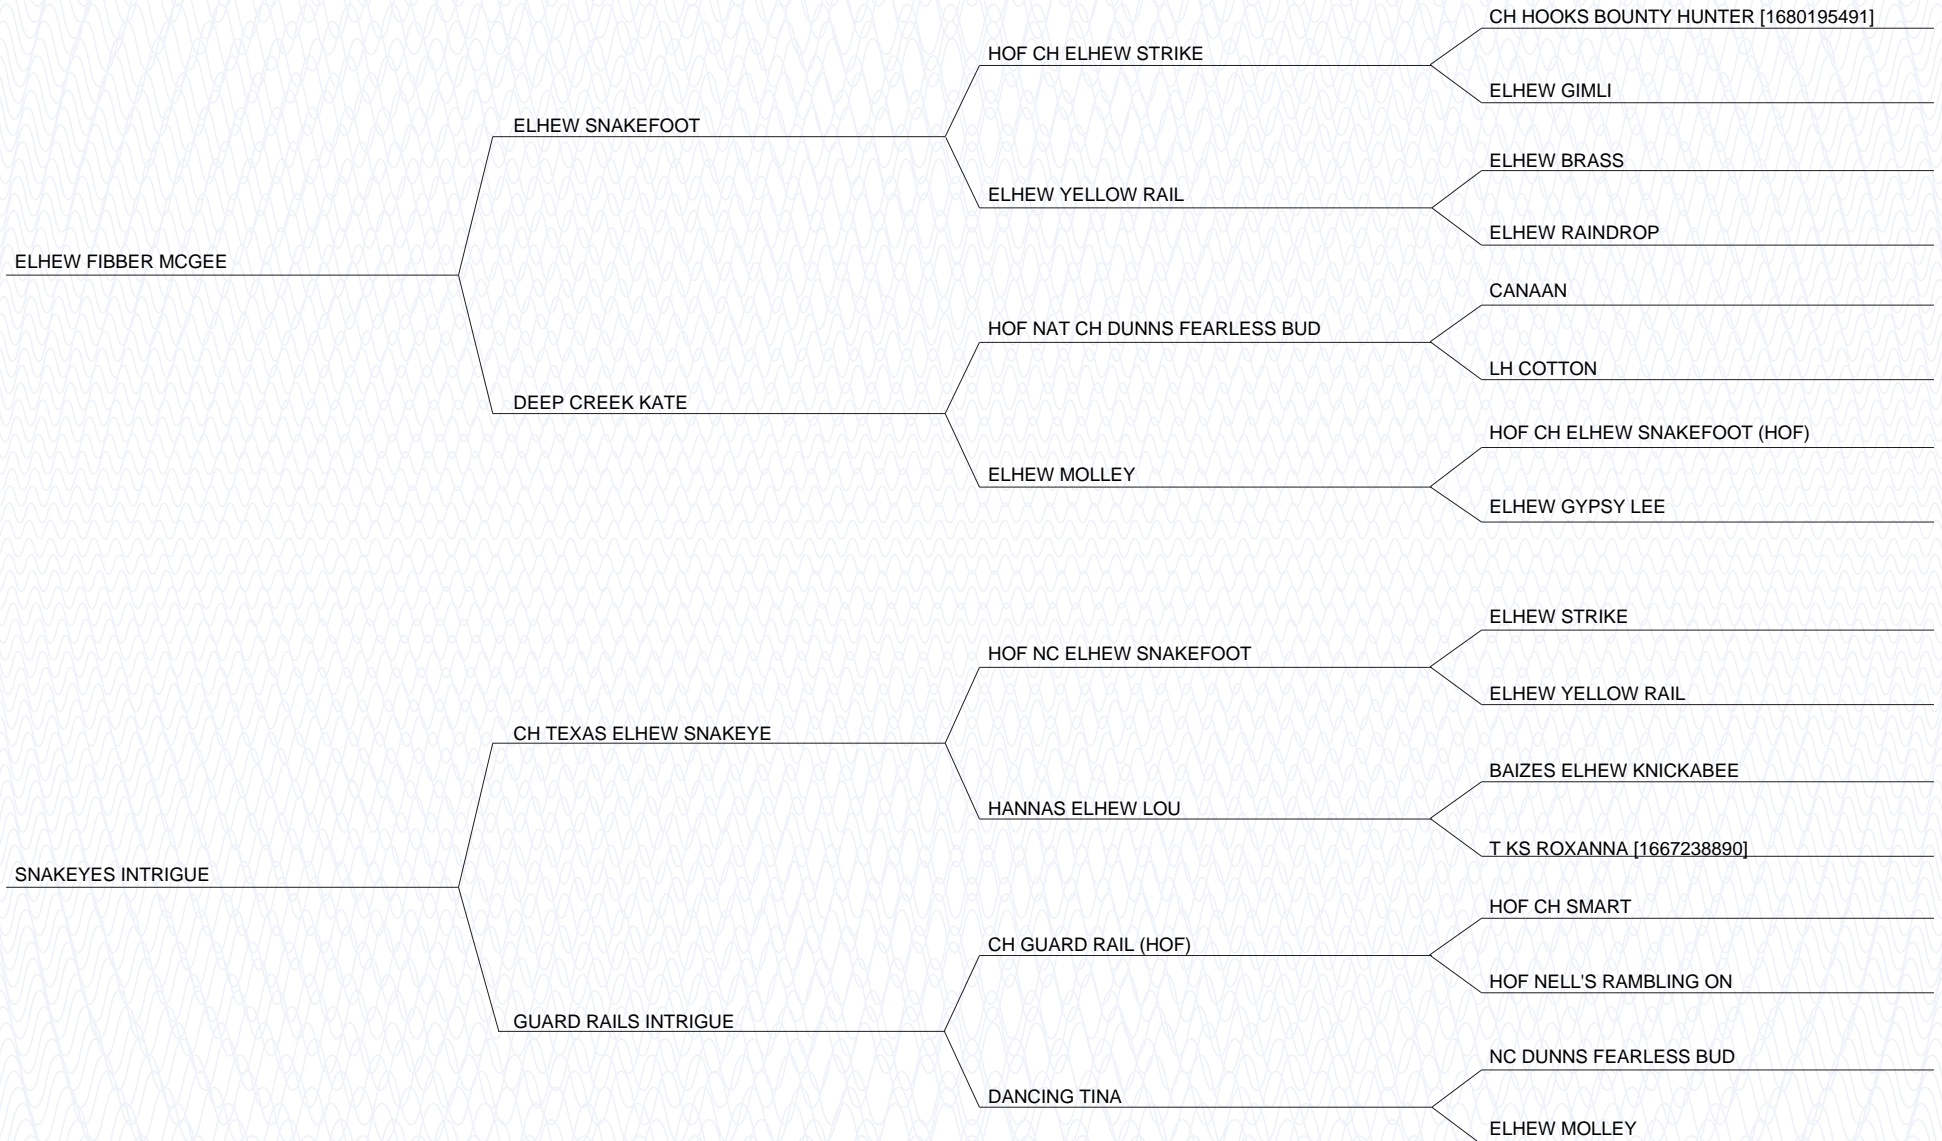 CH HOOKS BOUNTY HUNTER [1680195491]
HOF CH ELHEW STRIKE
ELHEW GIMLI
ELHEW SNAKEFOOT
ELHEW BRASS
ELHEW YELLOW RAIL
ELHEW RAINDROP
ELHEW FIBBER MCGEE
CANAAN
HOF NAT CH DUNNS FEARLESS BUD
LH COTTON
DEEP CREEK KATE
HOF CH ELHEW SNAKEFOOT (HOF)
ELHEW MOLLEY
ELHEW GYPSY LEE
ELHEW STRIKE
HOF NC ELHEW SNAKEFOOT
ELHEW YELLOW RAIL
CH TEXAS ELHEW SNAKEYE
BAIZES ELHEW KNICKABEE
HANNAS ELHEW LOU
T KS ROXANNA [1667238890]
SNAKEYES INTRIGUE
HOF CH SMART
CH GUARD RAIL (HOF)
HOF NELL'S RAMBLING ON
GUARD RAILS INTRIGUE
NC DUNNS FEARLESS BUD
DANCING TINA
ELHEW MOLLEY